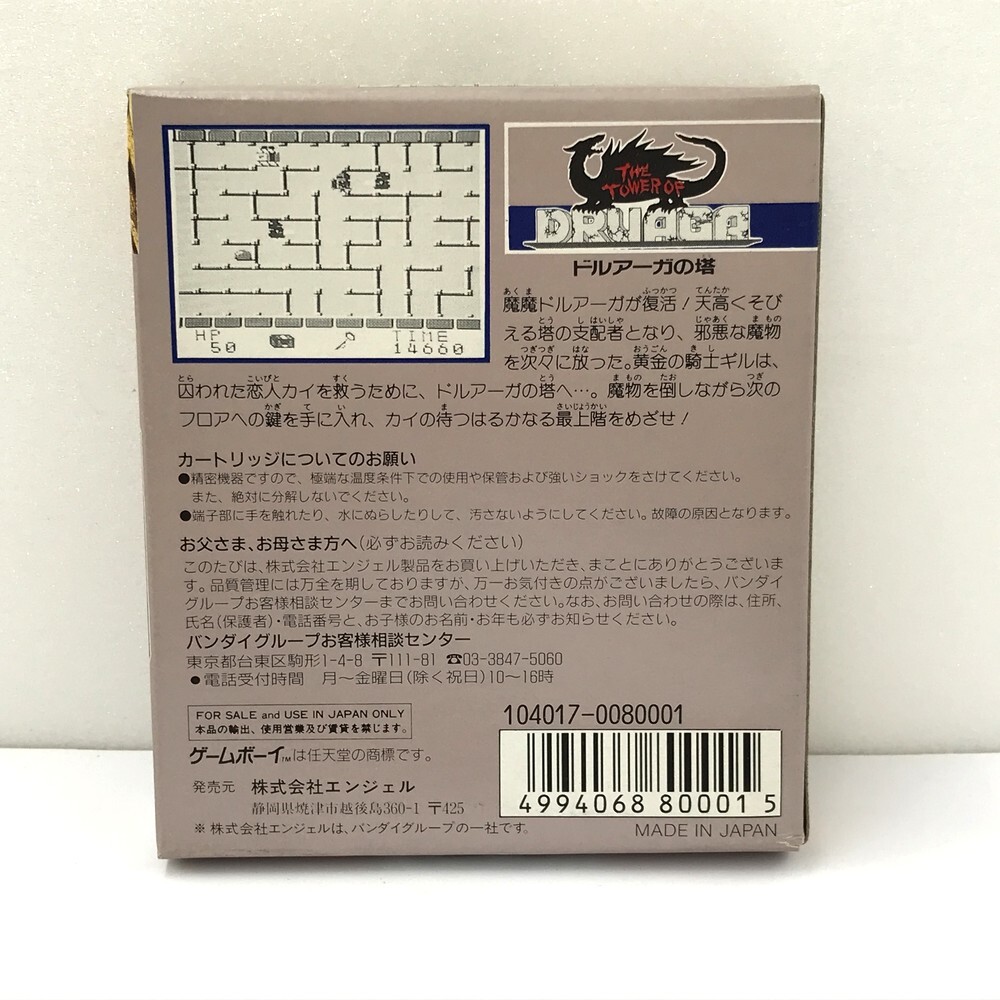 HP
50
TIME
14660
THE
TOWER OF
DRUAGA
ドルアーガの塔
魔魔ドルアーガが復活！天高くそび
える塔の支配者となり、邪悪な魔物
を次々に放った。黄金の騎士ギルは、
囚われた恋人カイを救うために、ドルアーガの塔へ…。魔物を倒しながら次の
フロアへの鍵を手に入れ、カイの待つはるかなる最上階をめざせ！
カートリッジについてのお願い
●精密機器ですので、極端な温度条件下での使用や保管および強いショックをさけてください。
また、絶対に分解しないでください。
●端子部に手を触れたり、水にぬらしたりして、汚さないようにしてください。故障の原因となります。
お父さま、お母さま方へ(必ずお読みください)
このたびは、株式会社エンジェル製品をお買い上げいただき、まことにありがとうございま
す。品質管理には万全を期しておりますが、万一お気付きの点がございましたら、バンダイ
グループお客様相談センターまでお問い合わせください。なお、お問い合わせの際は、住所、
氏名(保護者)・電話番号と、お子様のお名前・お年も必ずお知らせください。
バンダイグループお客様相談センター
東京都台東区駒形1-4-8 〒111-81 ☎03-3847-5060
●電話受付時間 月〜金曜日(除く祝日)10〜16時
FOR SALE and USE IN JAPAN ONLY
本品の輸出、使用営業及び賃貸を禁じます。
ゲームボーイTMは任天堂の商標です。
発売元 株式会社エンジェル
静岡県焼津市越後島360-1 〒425
※株式会社エンジェルは、バンダイグループの一社です。
104017-0080001
4994068 80001 5
MADE IN JAPAN